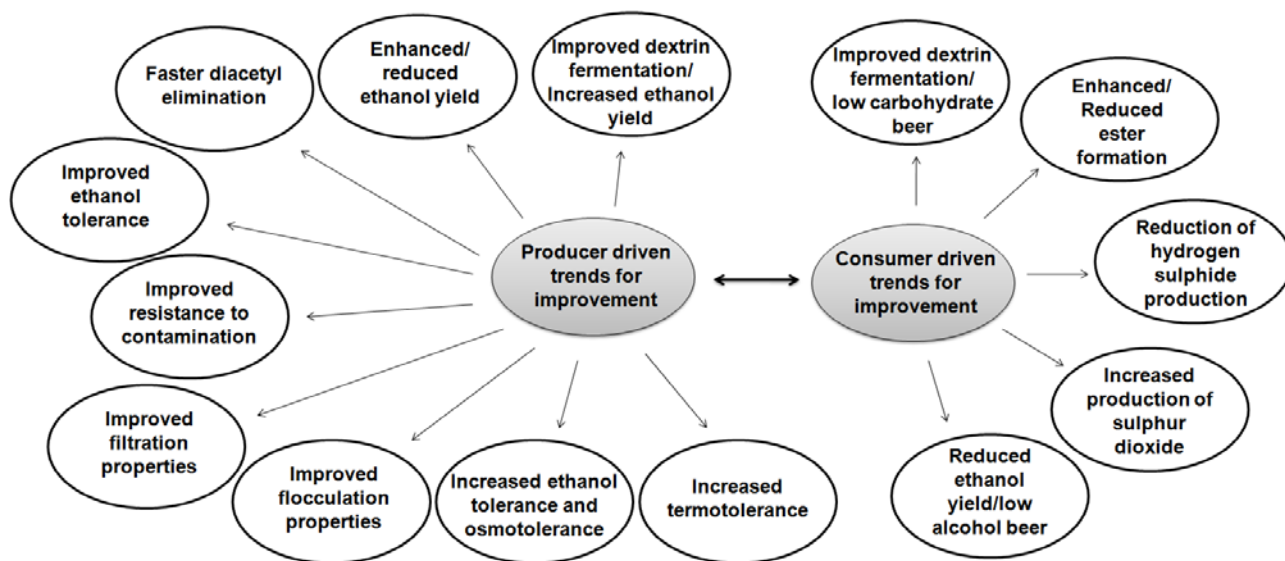 Faster diacetyl
elimination
Enhanced/
reduced
ethanol yield
Improved dextrin
fermentation/
Increased ethanol
yield
Improved dextrin
fermentation/
low carbohydrate
beer
Enhanced/
Reduced
ester
formation
Improved
ethanol
tolerance
Producer driven
trends for
improvement
Consumer driven
trends for
improvement
Reduction of
hydrogen
sulphide
production
Improved
resistance to
contamination
Improved
filtration
properties
Improved
flocculation
properties
Increased ethanol
tolerance and
osmotolerance
Increased
termotolerance
Reduced
ethanol
yield/low
alcohol beer
Increased
production of
sulphur
dioxide